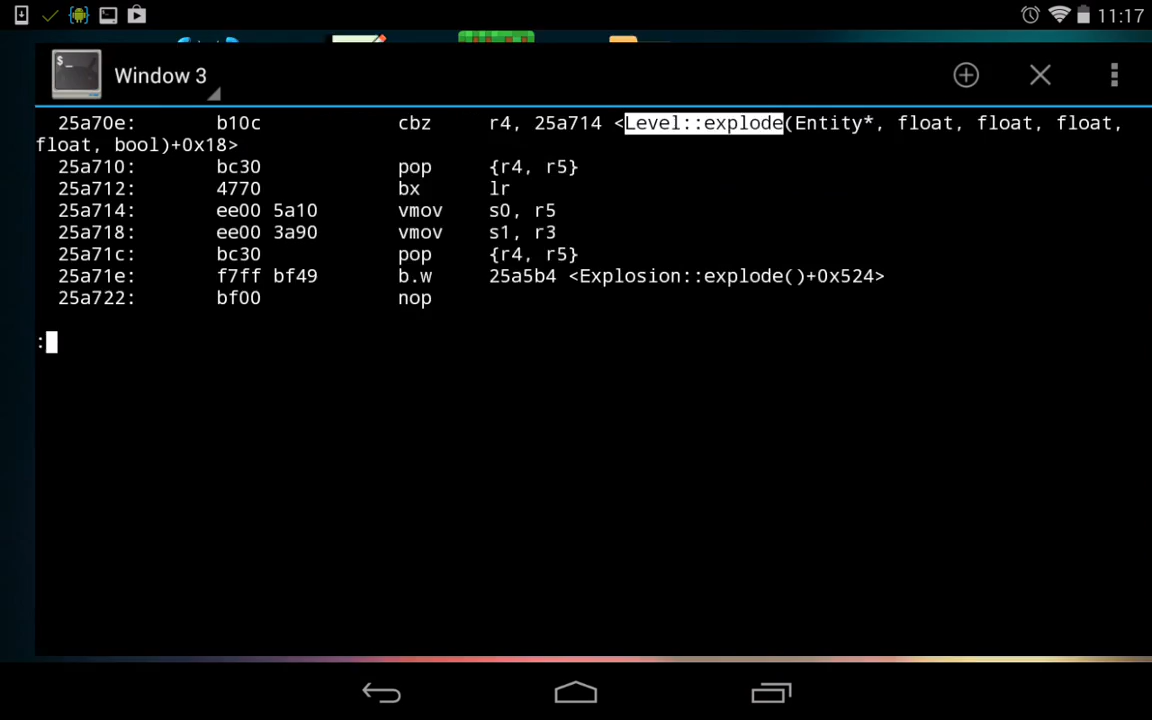 11:17
$_
Window 3
25a70e: b10c cbz r4, 25a714 <Level::explode(Entity*, float, float, float,
float, bool)+0x18>
25a710: bc30 pop {r4, r5}
25a712: 4770 bx lr
25a714: ee00 5a10 vmov s0, r5
25a718: ee00 3a90 vmov s1, r3
25a71c: bc30 pop {r4, r5}
25a71e: f7ff bf49 b.w 25a5b4 <Explosion::explode()+0x524>
25a722: bf00 nop
: